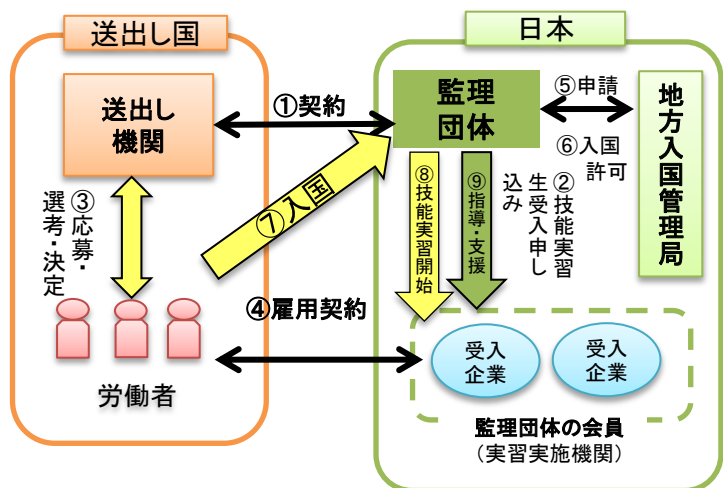 送出し国
日本
送出し
機関
①契約
監理
団体
⑤申請
⑥入国
許可
地方入国管理局
③応募・
選考・決定
⑦入国
⑧技能実習開始
⑨指導・支援
②技能実習
生受入申し
込み
④雇用契約
労働者
受入
企業
受入
企業
監理団体の会員
（実習実施機関）